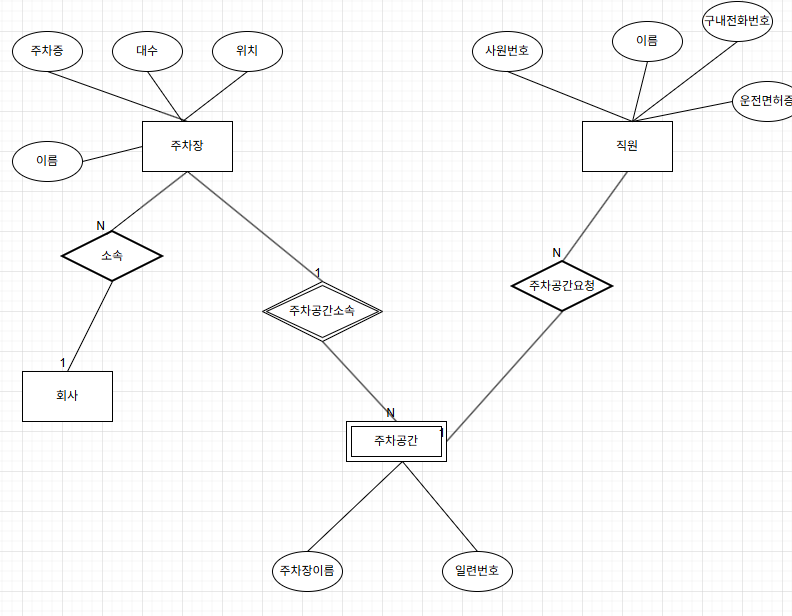 구내전화번호
이름
주차증
대수
위치
사원번호
운전면허증
주차장
직원
이름
N
소속
N
1
주차공간요청
주차공간소속
1
회사
N
1
주차공간
주차장이름
일련번호